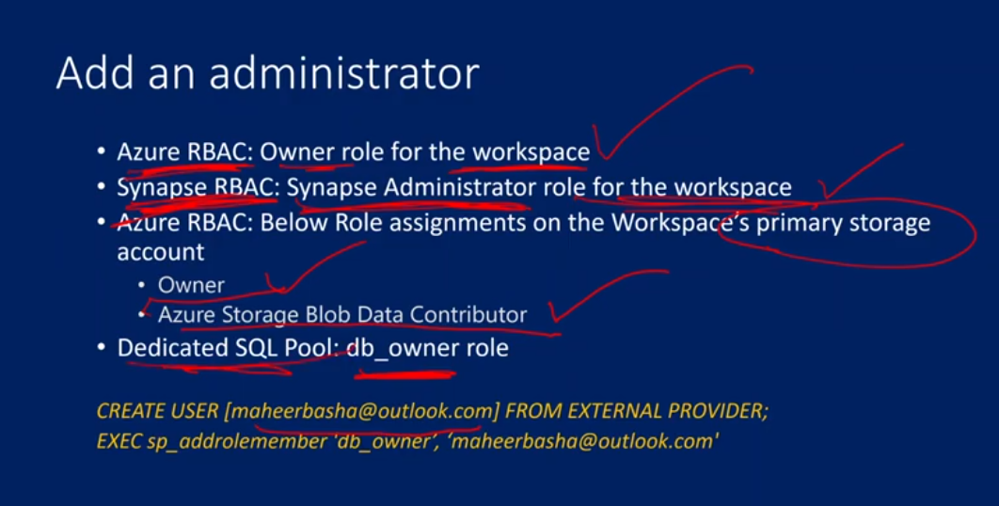 Add an administrator
• Azure RBAC: Owner role for the workspace
• Synapse RBAC: Synapse Administrator role for the workspace
• Azure RBAC: Below Role assignments on the Workspace's primary storage
account
• Owner
• Azure Storage Blob Data Contributor
• Dedicated SQL Pool: db_owner role
CREATE USER [maheerbasha@outlook.com] FROM EXTERNAL PROVIDER;
EXEC sp_addrolemember 'db_owner', ‘maheerbasha@outlook.com'